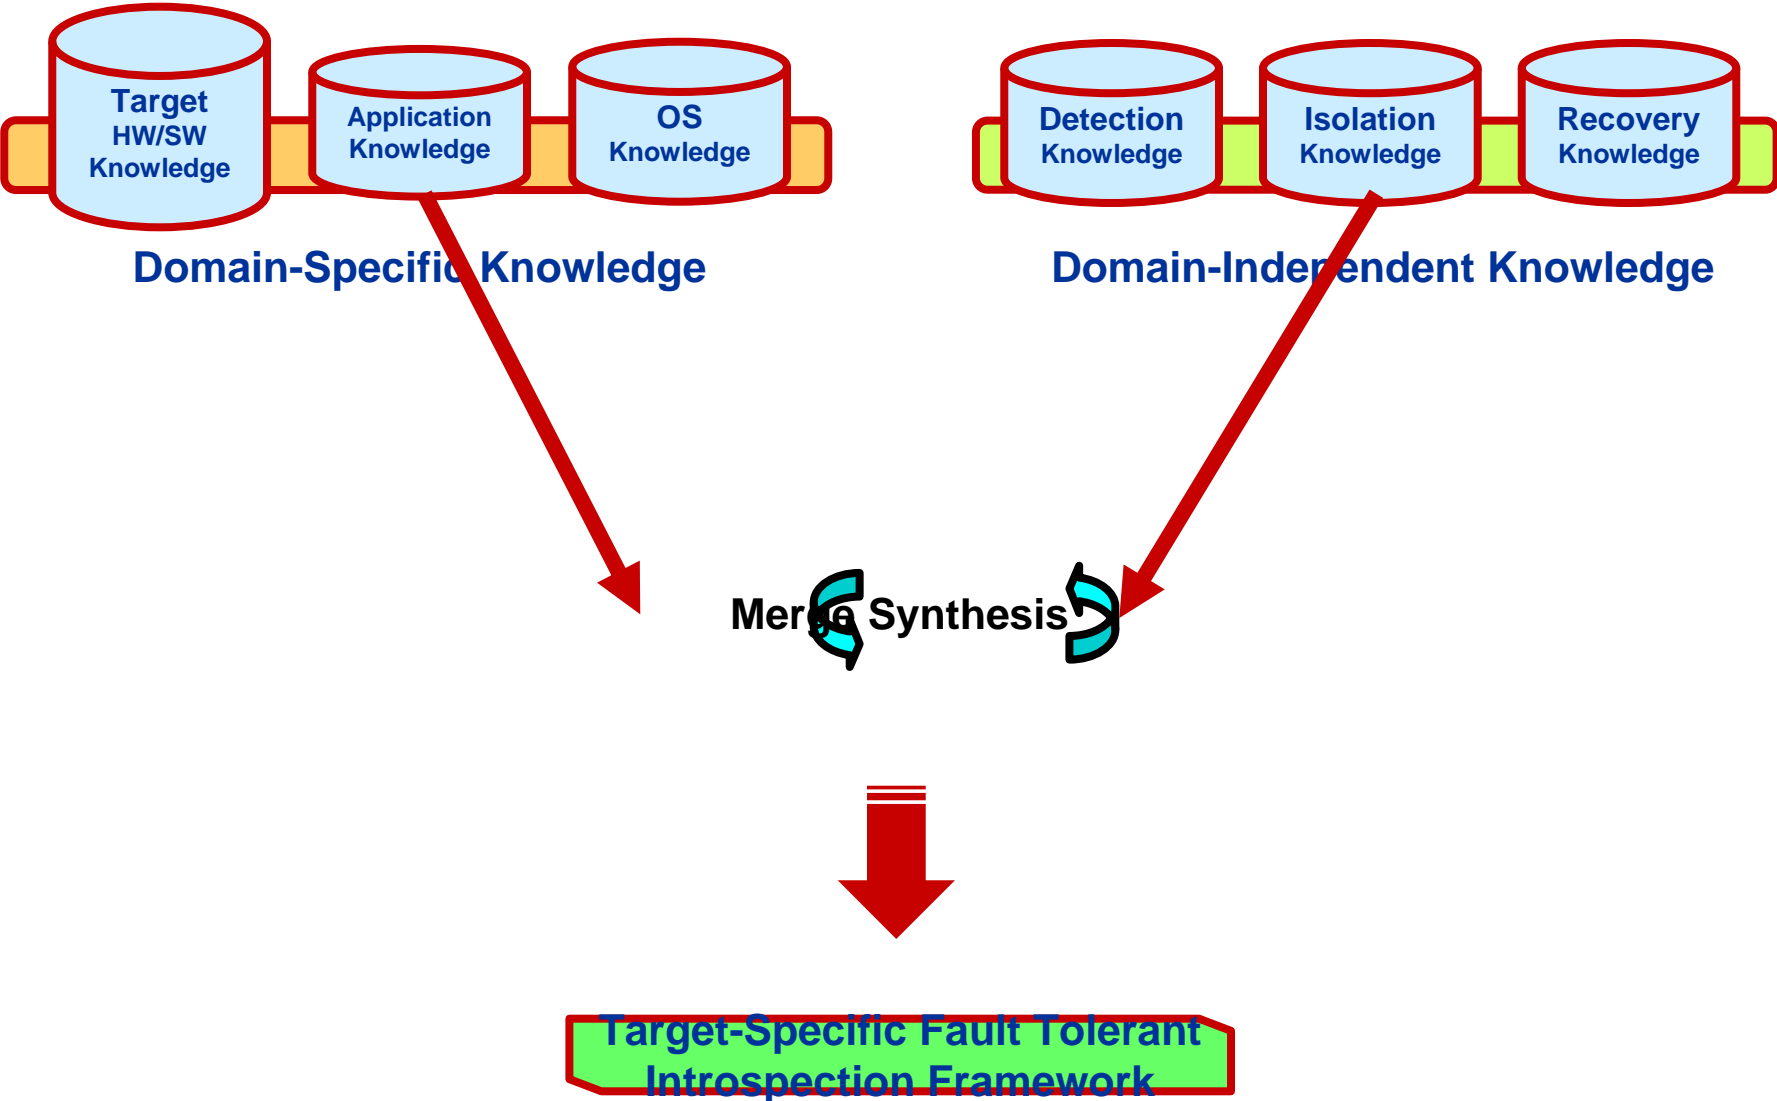 Target
HW/SW
Knowledge
Application
Knowledge
OS
Knowledge
Detection
Knowledge
Isolation
Knowledge
Recovery
Knowledge
Domain-Specific Knowledge
Domain-Independent Knowledge
Merge Synthesis
Target-Specific Fault Tolerant
Introspection Framework